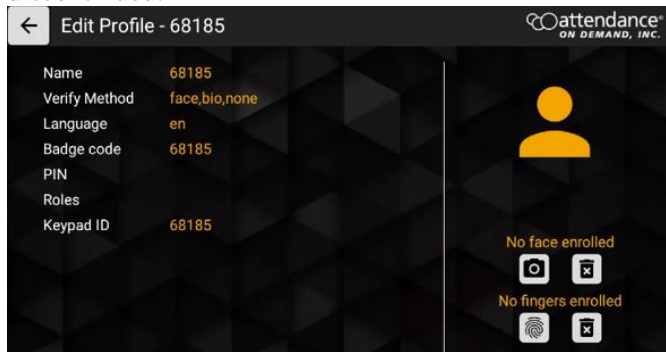 Edit Profile - 68185
attendance®
ON DEMAND, INC.
Name 68185
Verify Method face,bio,none
Language en
Badge code 68185
PIN
Roles
Keypad ID 68185
No face enrolled
No fingers enrolled